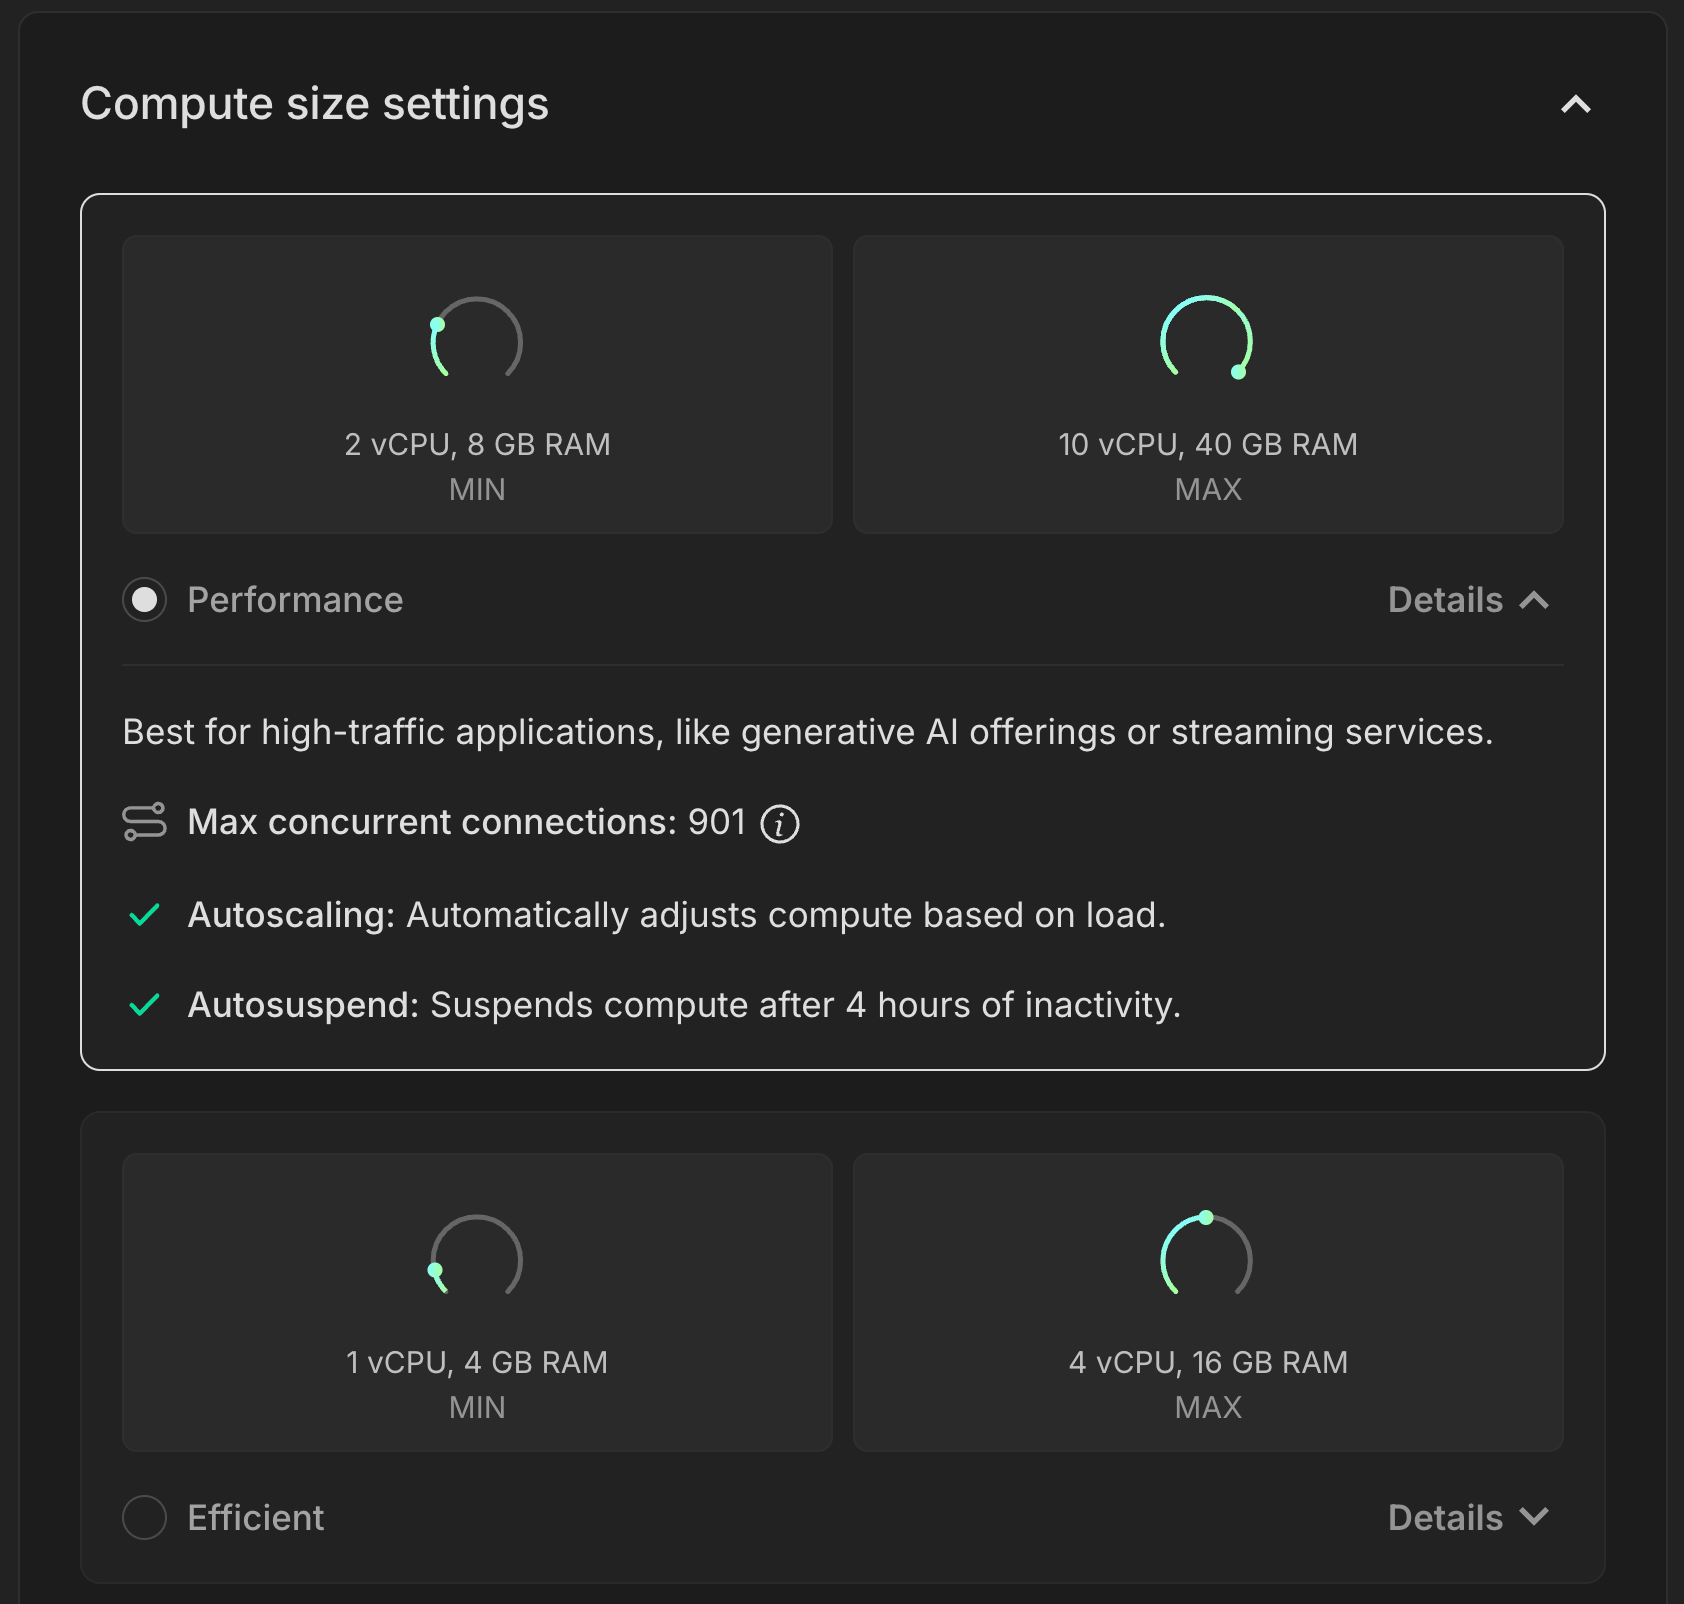 Compute size settings
2 vCPU, 8 GB RAM
MIN
10 vCPU, 40 GB RAM
MAX
Performance
Details
Best for high-traffic applications, like generative AI offerings or streaming services.
Max concurrent connections: 901
Autoscaling: Automatically adjusts compute based on load.
Autosuspend: Suspends compute after 4 hours of inactivity.
1 vCPU, 4 GB RAM
MIN
4 vCPU, 16 GB RAM
MAX
Efficient
Details